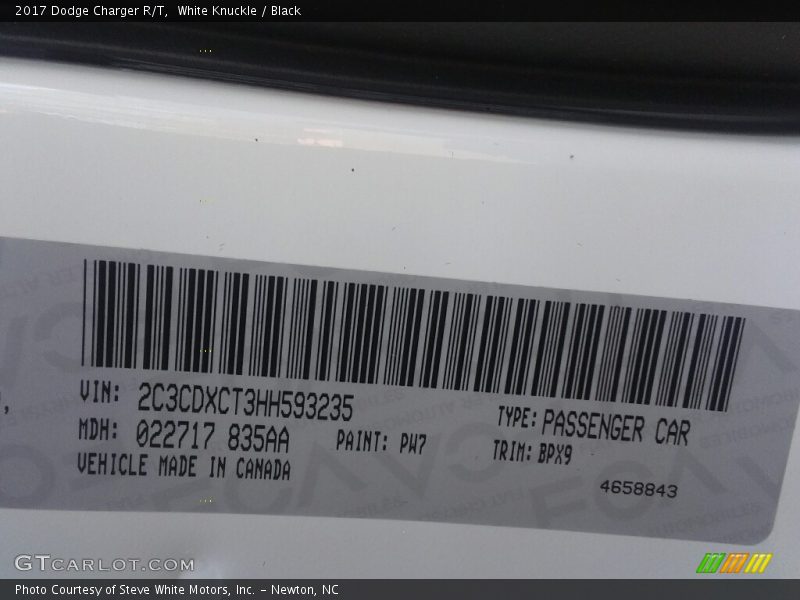 2017 Dodge Charger R/T, White Knuckle / Black
VIN: 2C3CDXCT3HH593235
TYPE: PASSENGER CAR
MDH: 022717 835AA
PAINT: PW7
TRIM: BPX9
VEHICLE MADE IN CANADA
4658843
GTCARLOT.COM
Photo Courtesy of Steve White Motors, Inc. – Newton, NC